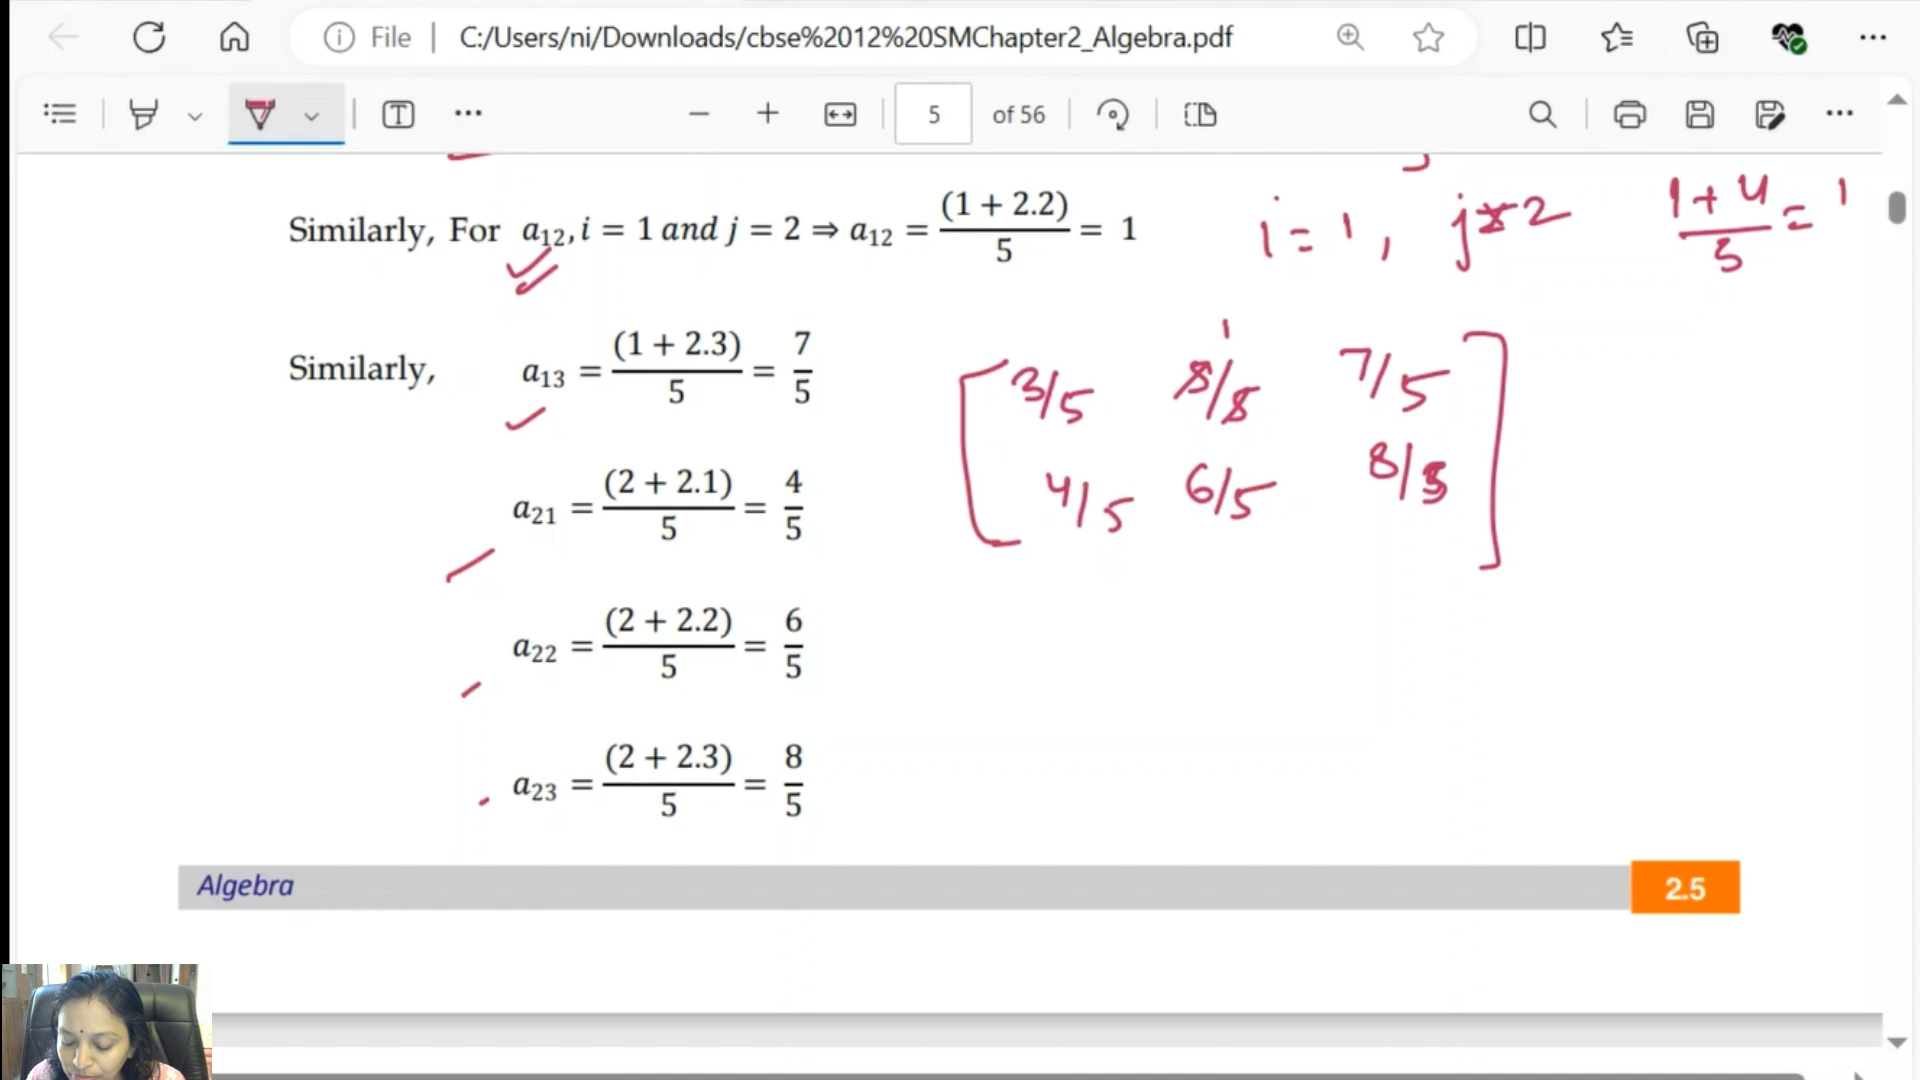 File | C:/Users/ni/Downloads/cbse%2012%20SMChapter2_Algebra.pdf
5 of 56
Similarly, For a₁₂, i = 1 and j = 2 ⇒ a₁₂ = (1 + 2.2)/5 = 1
i = 1, j = 2 (1+4)/5 = 1
Similarly, a₁₃ = (1 + 2.3)/5 = 7/5
1
[3/5 5/5 7/5
4/5 6/5 8/5]
a₂₁ = (2 + 2.1)/5 = 4/5
a₂₂ = (2 + 2.2)/5 = 6/5
a₂₃ = (2 + 2.3)/5 = 8/5
Algebra 2.5